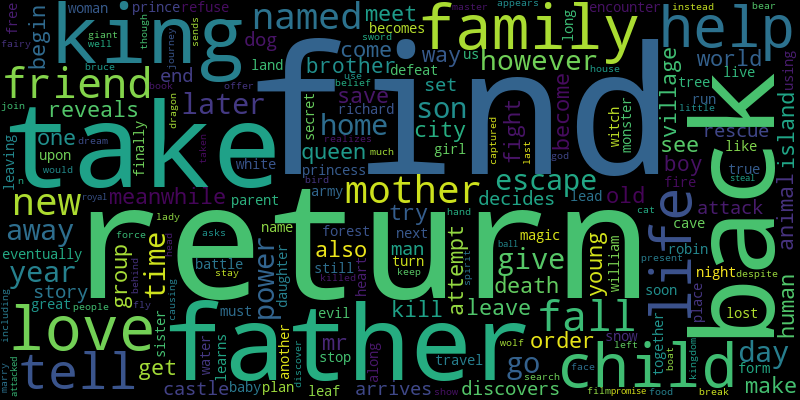 free
woman
prince
refuse
king
named
meet
family
encounter
master
appears
instead
bear
help
fairy
giant
well
bruce
though
journey
sends
becomes
long
begin
dog
come
way
us
however
world
friend
end
land
brother
defeat
set
find
sword
use
belief
house
tree
live
using
join
book
offer
save
village
run
little
reveals
later
secret
richard
son
become
witch
monster
rescue
back
take
dragon
home
city
fight
one
finally
queen
girl
captured
last
see
like
island
upon
dream
realizes
leaving
would
white
princess
much
escape
god
boy
true
steal
n
royal
taken
bird
mother
fire
new
meanwhile
parent
army
decides
old
lead
attack
animal
lady
return
name
forest
try
hand
cat
cave
away
force
asks
daughter
next
magic
robin
life
eventually
time
battle
also
man
ball
attempt
give
young
william
present
night
despite
year
group
behind
head
stay
power
still
turn
keep
spirit
death
place
human
story
heart
killed
including
great
people
fly
causing
must
evil
kill
leave
fall
soon
lost
love
sister
father
snow
together
kingdom
water
learns
another
mr
stop
along
wolf
order
left
boat
day
tell
get
travel
go
child
form
marry
attacked
castle
baby
plan
discover
arrives
discovers
search
face
food
make
leaf
show
filmpromise
break